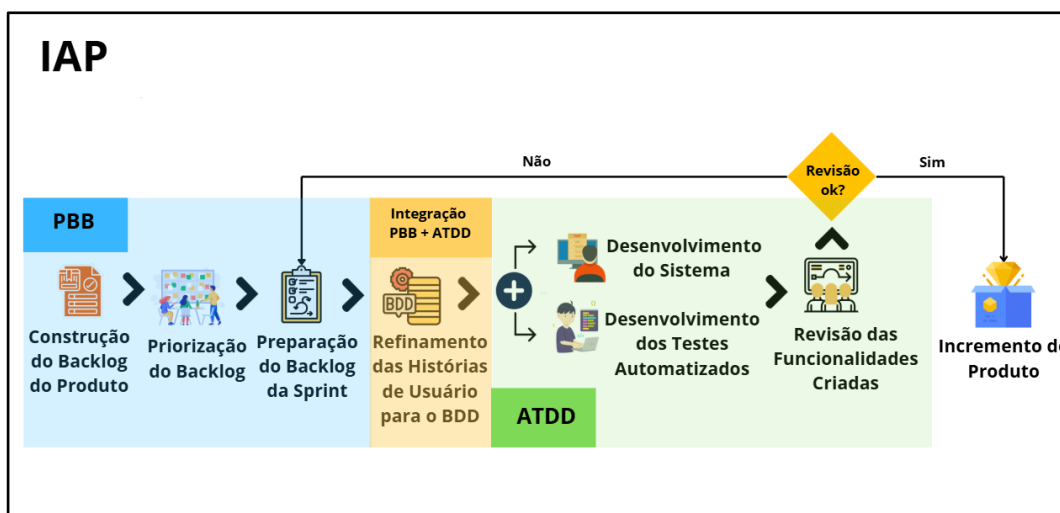 IAP
Não
Revisão
ok?
Sim
PBB
Integração
PBB + ATDD
BDD
Construção
do Backlog
do Produto
Priorização
do Backlog
Preparação
do Backlog
da Sprint
Refinamento
das Histórias
de Usuário
para o BDD
Desenvolvimento
do Sistema
Desenvolvimento
dos Testes
Automatizados
ATDD
Revisão das
Funcionalidades
Criadas
Incremento do
Produto